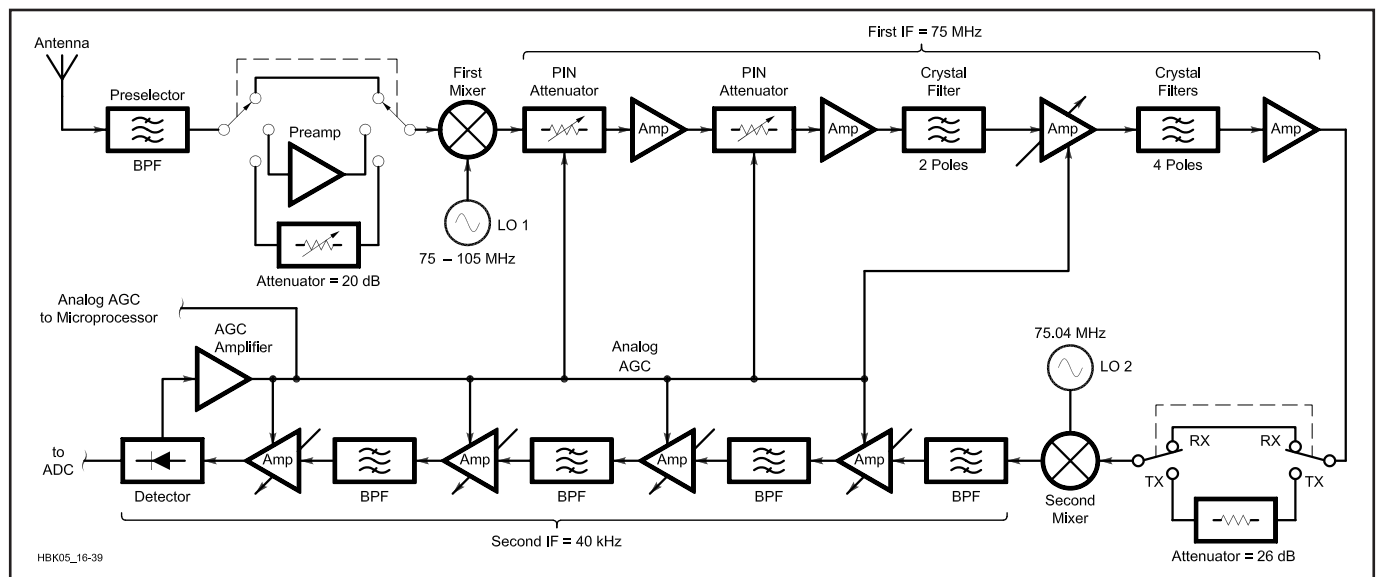 First IF = 75 MHz
Antenna
Preselector
BPF
Preamp
Attenuator = 20 dB
First
Mixer
LO 1
75 – 105 MHz
PIN
Attenuator
Amp
PIN
Attenuator
Amp
Crystal
Filter
2 Poles
Amp
Crystal
Filters
4 Poles
Amp
Analog AGC
to Microprocessor
AGC
Amplifier
Analog
AGC
75.04 MHz
LO 2
RX
RX
TX
TX
Attenuator = 26 dB
Second
Mixer
BPF
Amp
BPF
Amp
BPF
Amp
BPF
Amp
Detector
to
ADC
Second IF = 40 kHz
HBK05_16-39